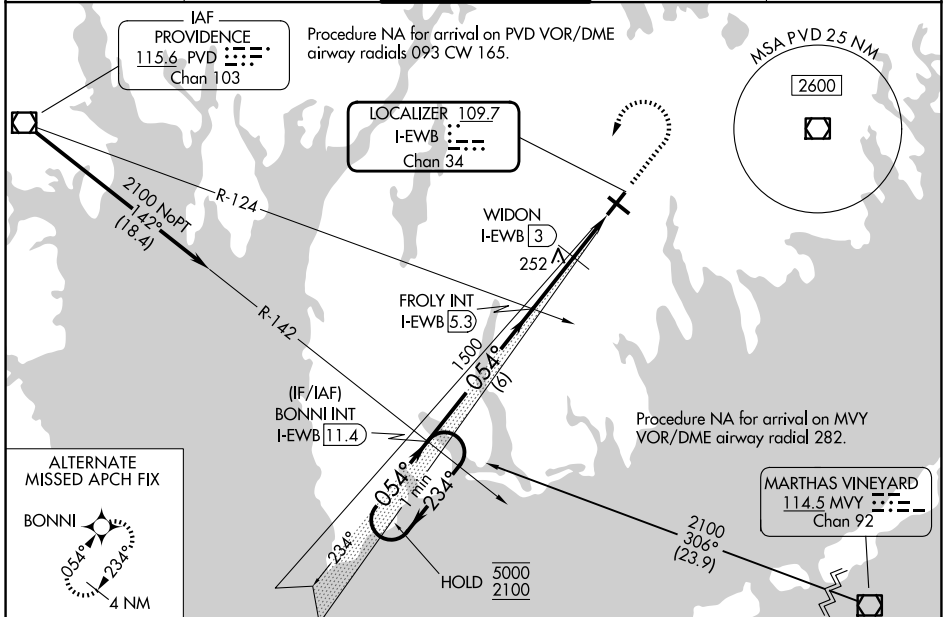 IAF
PROVIDENCE
115.6 PVD
Chan 103
Procedure NA for arrival on PVD VOR/DME
airway radials 093 CW 165.
MSA PVD 25 NM
2600
LOCALIZER 109.7
I-EWB
Chan 34
2100 NoPT
142°
(18.4)
R-124
WIDON
I-EWB 3
252
FROLY INT
I-EWB 5.3
R-142
1500
054°
(6)
(IF/IAF)
BONNI INT
I-EWB 11.4
Procedure NA for arrival on MVY
VOR/DME airway radial 282.
ALTERNATE
MISSED APCH FIX
BONNI
054°
234°
4 NM
054°
1 min
234°
234°
HOLD
5000
2100
2100
306°
(23.9)
MARTHAS VINEYARD
114.5 MVY
Chan 92